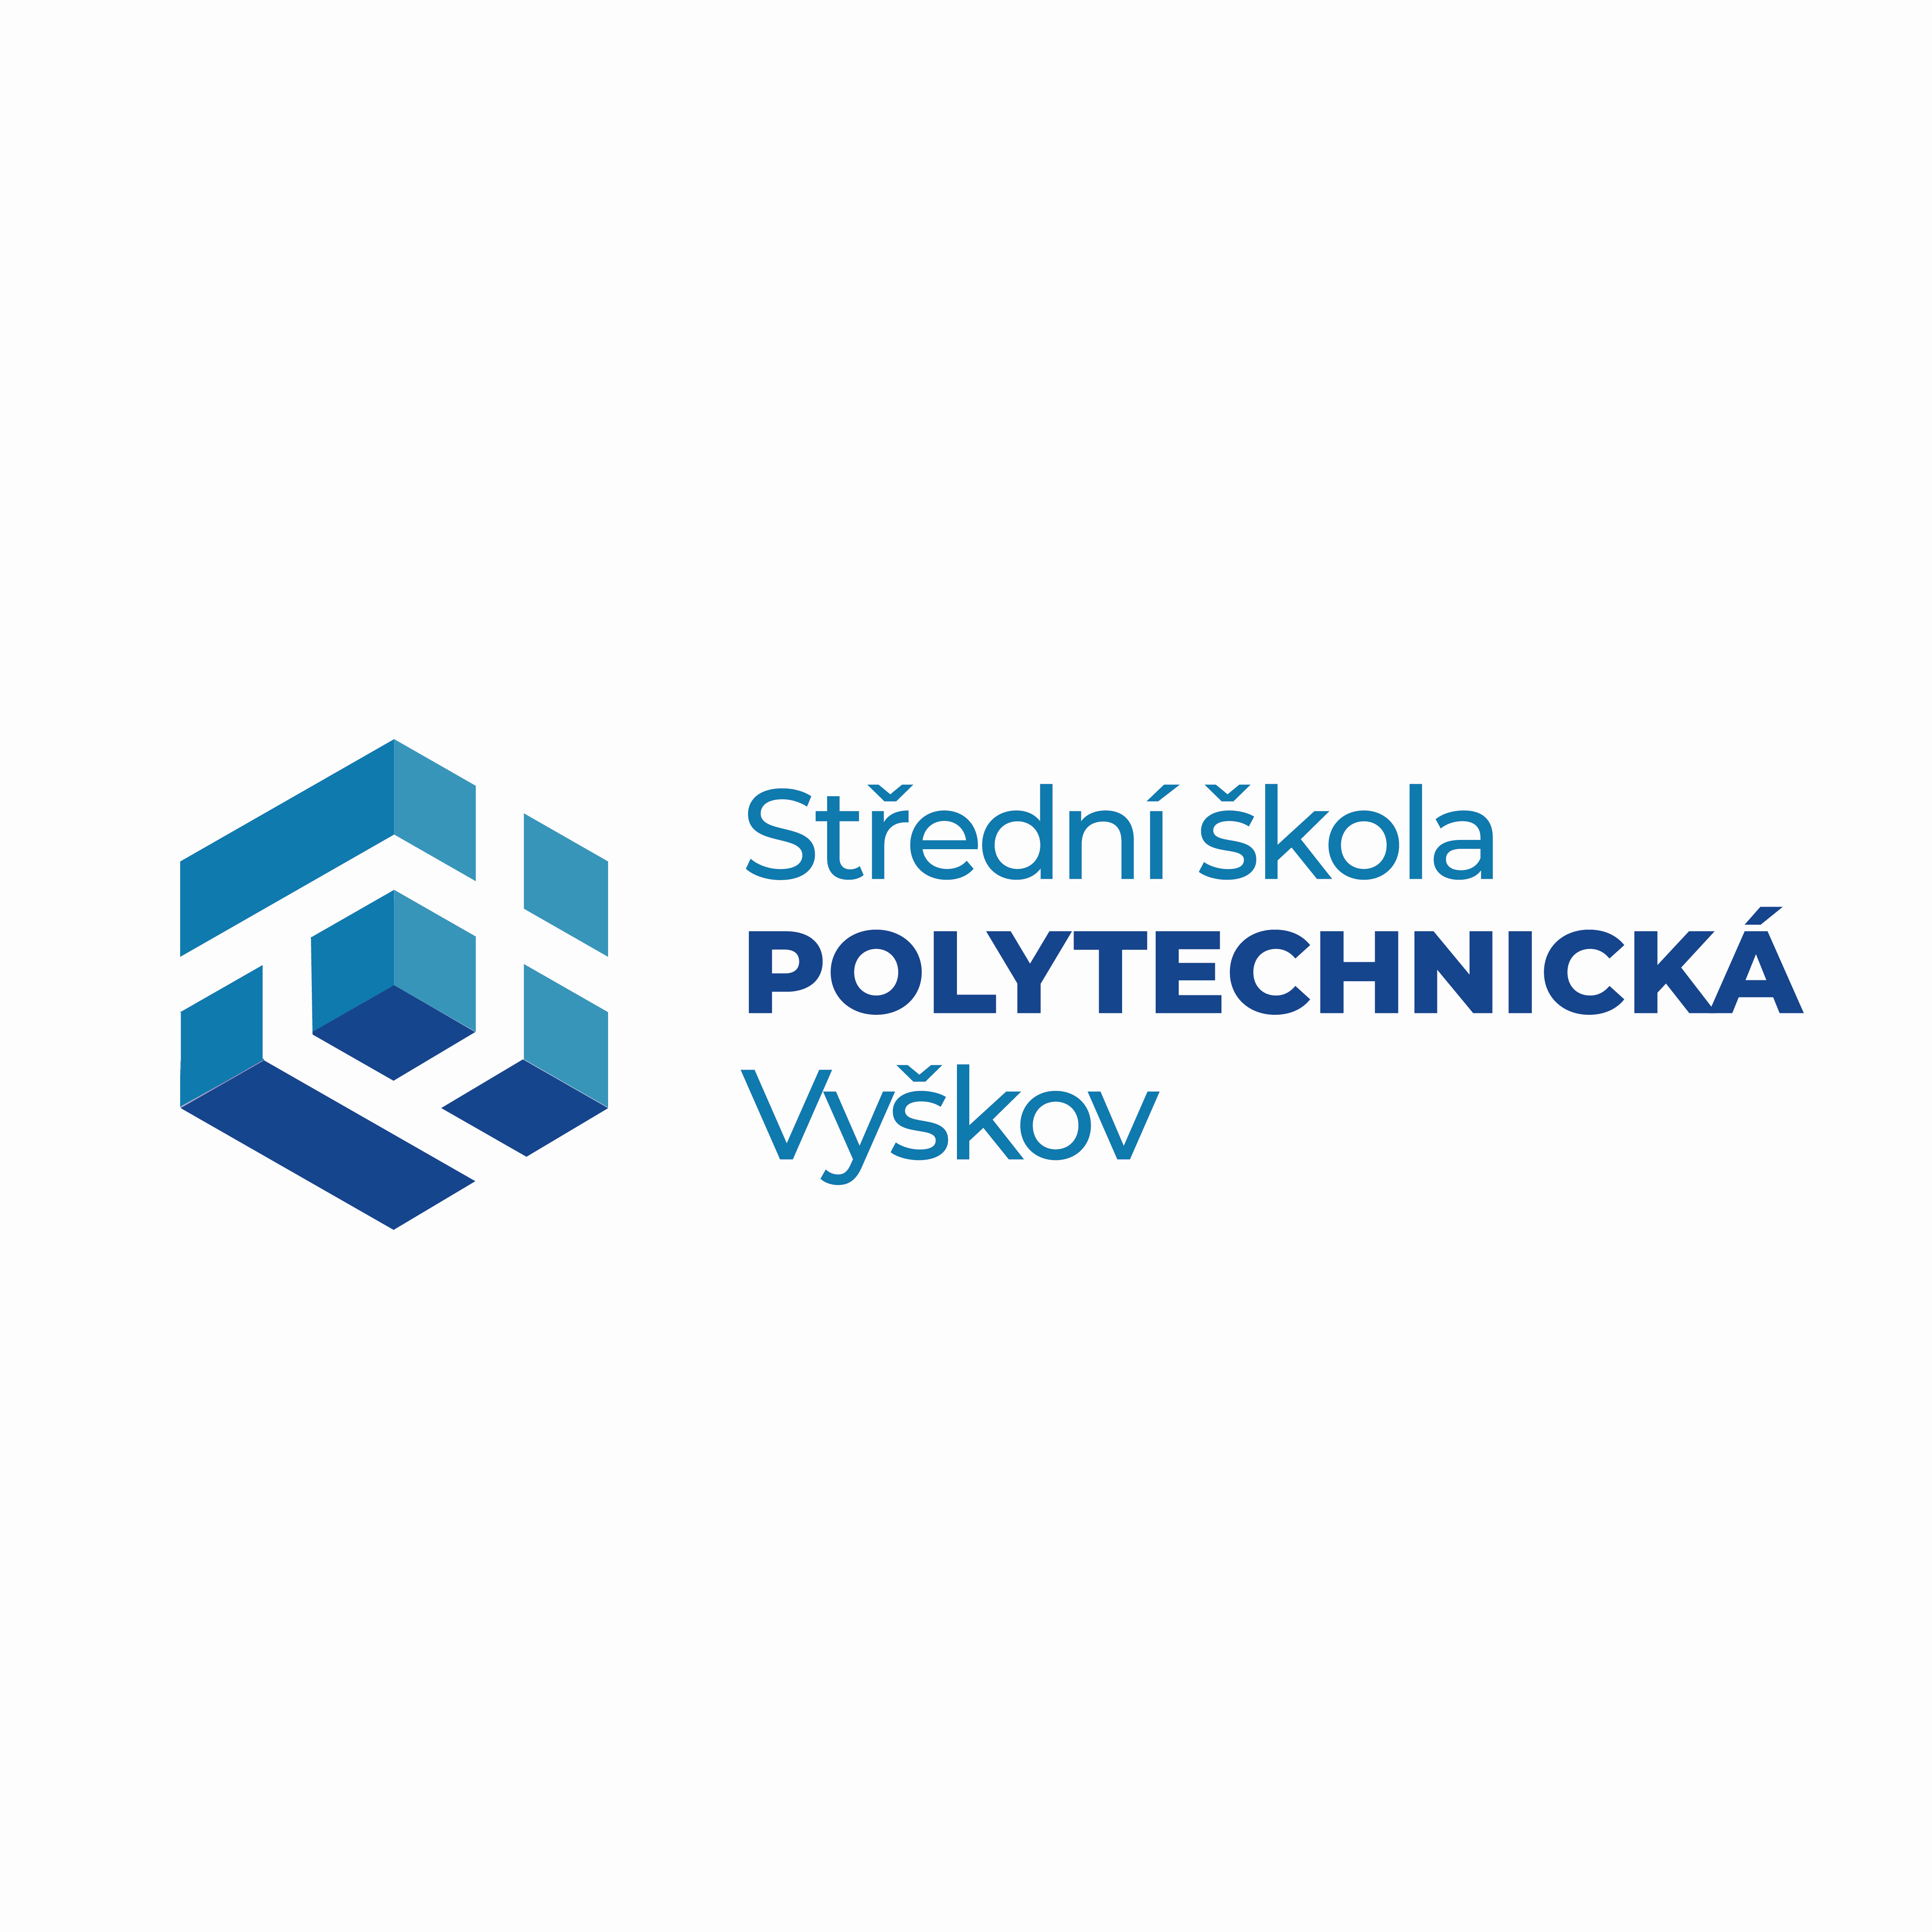 Střední škola
POLYTECHNICKÁ
Vyškov